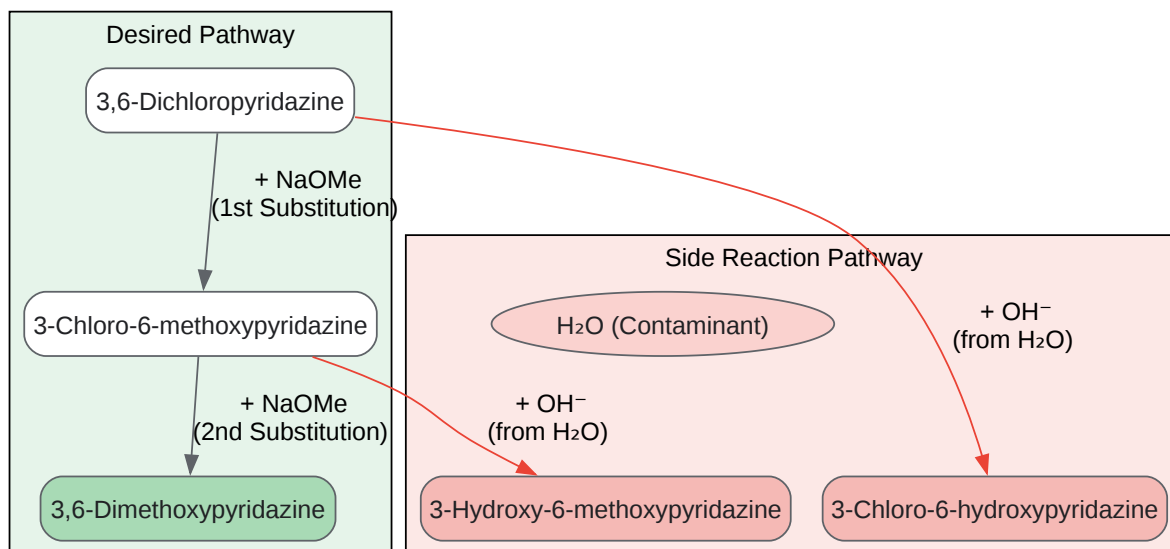 Desired Pathway
3,6-Dichloropyridazine
+ NaOMe
(1st Substitution)
Side Reaction Pathway
3-Chloro-6-methoxypyridazine
H₂O (Contaminant)
+ OH⁻
(from H₂O)
+ NaOMe
(2nd Substitution)
+ OH⁻
(from H₂O)
3,6-Dimethoxypyridazine
3-Hydroxy-6-methoxypyridazine
3-Chloro-6-hydroxypyridazine